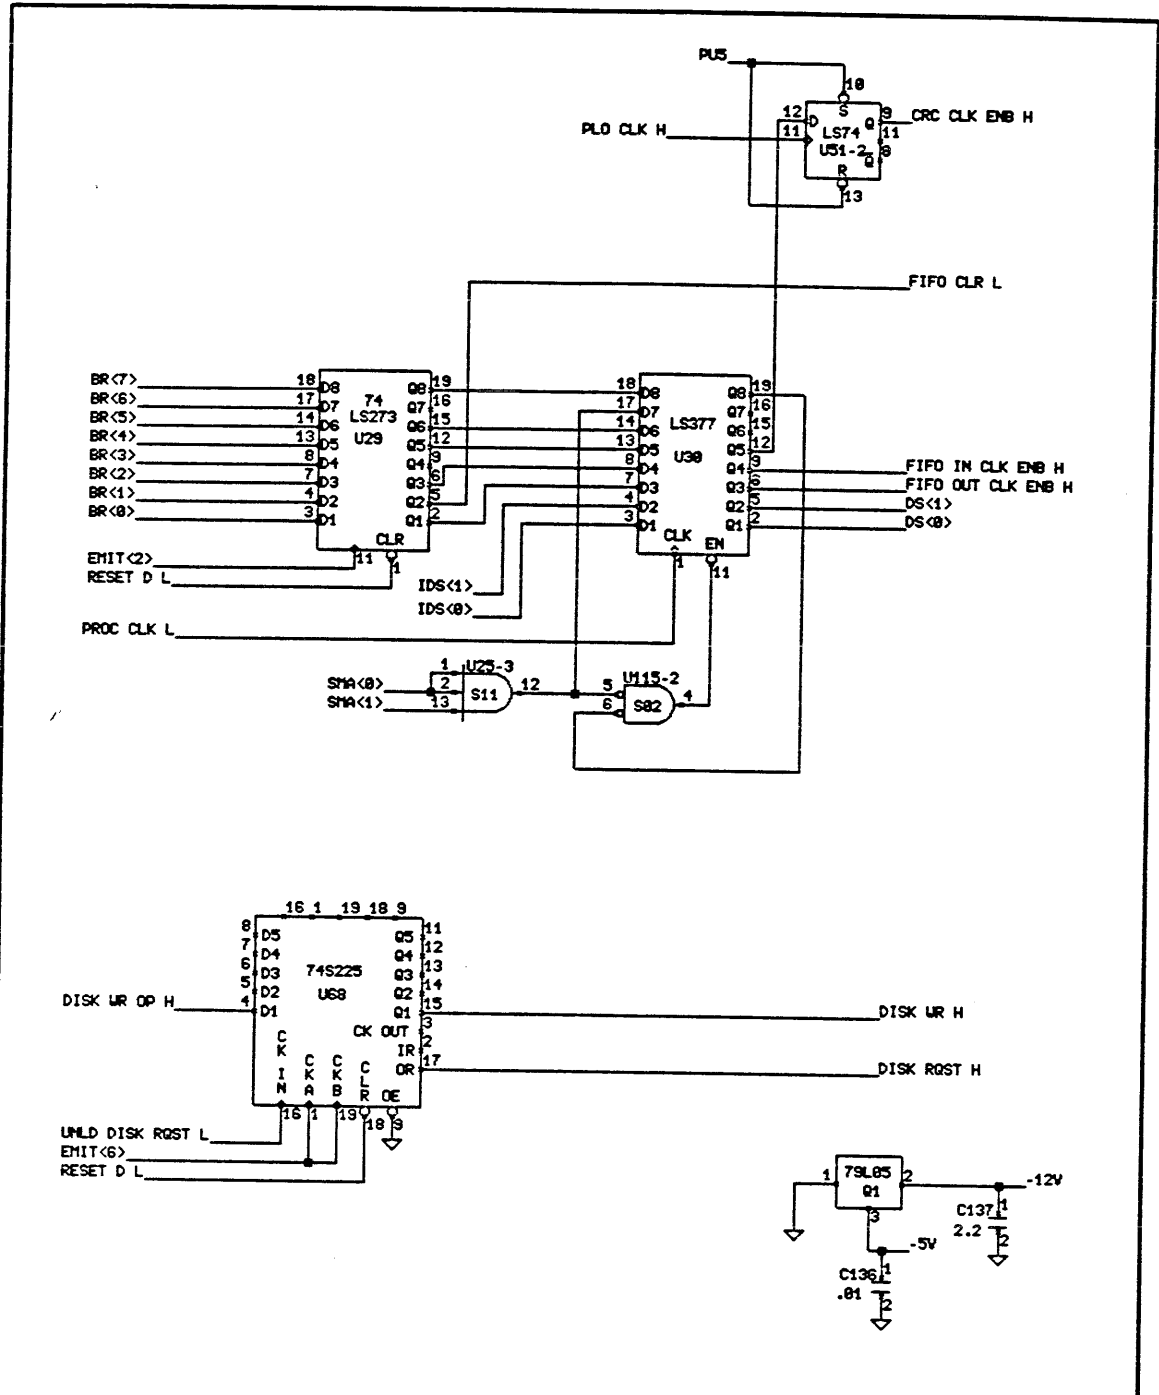 PU5
10
12 D S Q 9 CRC CLK ENB H
PLO CLK H 11 LS74 11
U51-2 Q 8
R
13
FIFO CLR L
BR<7> 18 D8 Q8 19 18 D8 Q8 19
BR<6> 17 D7 74 Q7 16 17 D7 Q7 16
BR<5> 14 D6 LS273 Q6 15 14 D6 LS377 Q6 15
BR<4> 13 D5 U29 Q5 12 13 D5 Q5 12
BR<3> 8 D4 Q4 9 8 D4 U30 Q4 9 FIFO IN CLK ENB H
BR<2> 7 D3 Q3 6 7 D3 Q3 6 FIFO OUT CLK ENB H
BR<1> 4 D2 Q2 5 4 D2 Q2 5 DS<1>
BR<0> 3 D1 Q1 2 3 D1 Q1 2 DS<0>
CLR CLK EN
EMIT<2> 11 1 1 11
RESET D L IDS<1>
IDS<0>
PROC CLK L
1 U25-3 U115-2
SMA<0> 2 S11 12 5 S02 4
SMA<1> 13 6
16 1 19 18 9
8 D5 Q5 11
7 D4 Q4 12
6 D3 74S225 Q3 13
5 D2 U68 Q2 14
DISK WR OP H 4 D1 Q1 15 DISK WR H
CK OUT 3
IR 2
OR 17 DISK RQST H
CK IN CKA CKB CLR OE
16 1 19 18 9
UNLD DISK RQST L
EMIT<6>
RESET D L
1 79L05 2 -12V
Q1
3 C137 1
2.2 2
-5V
C136 1
.01 2